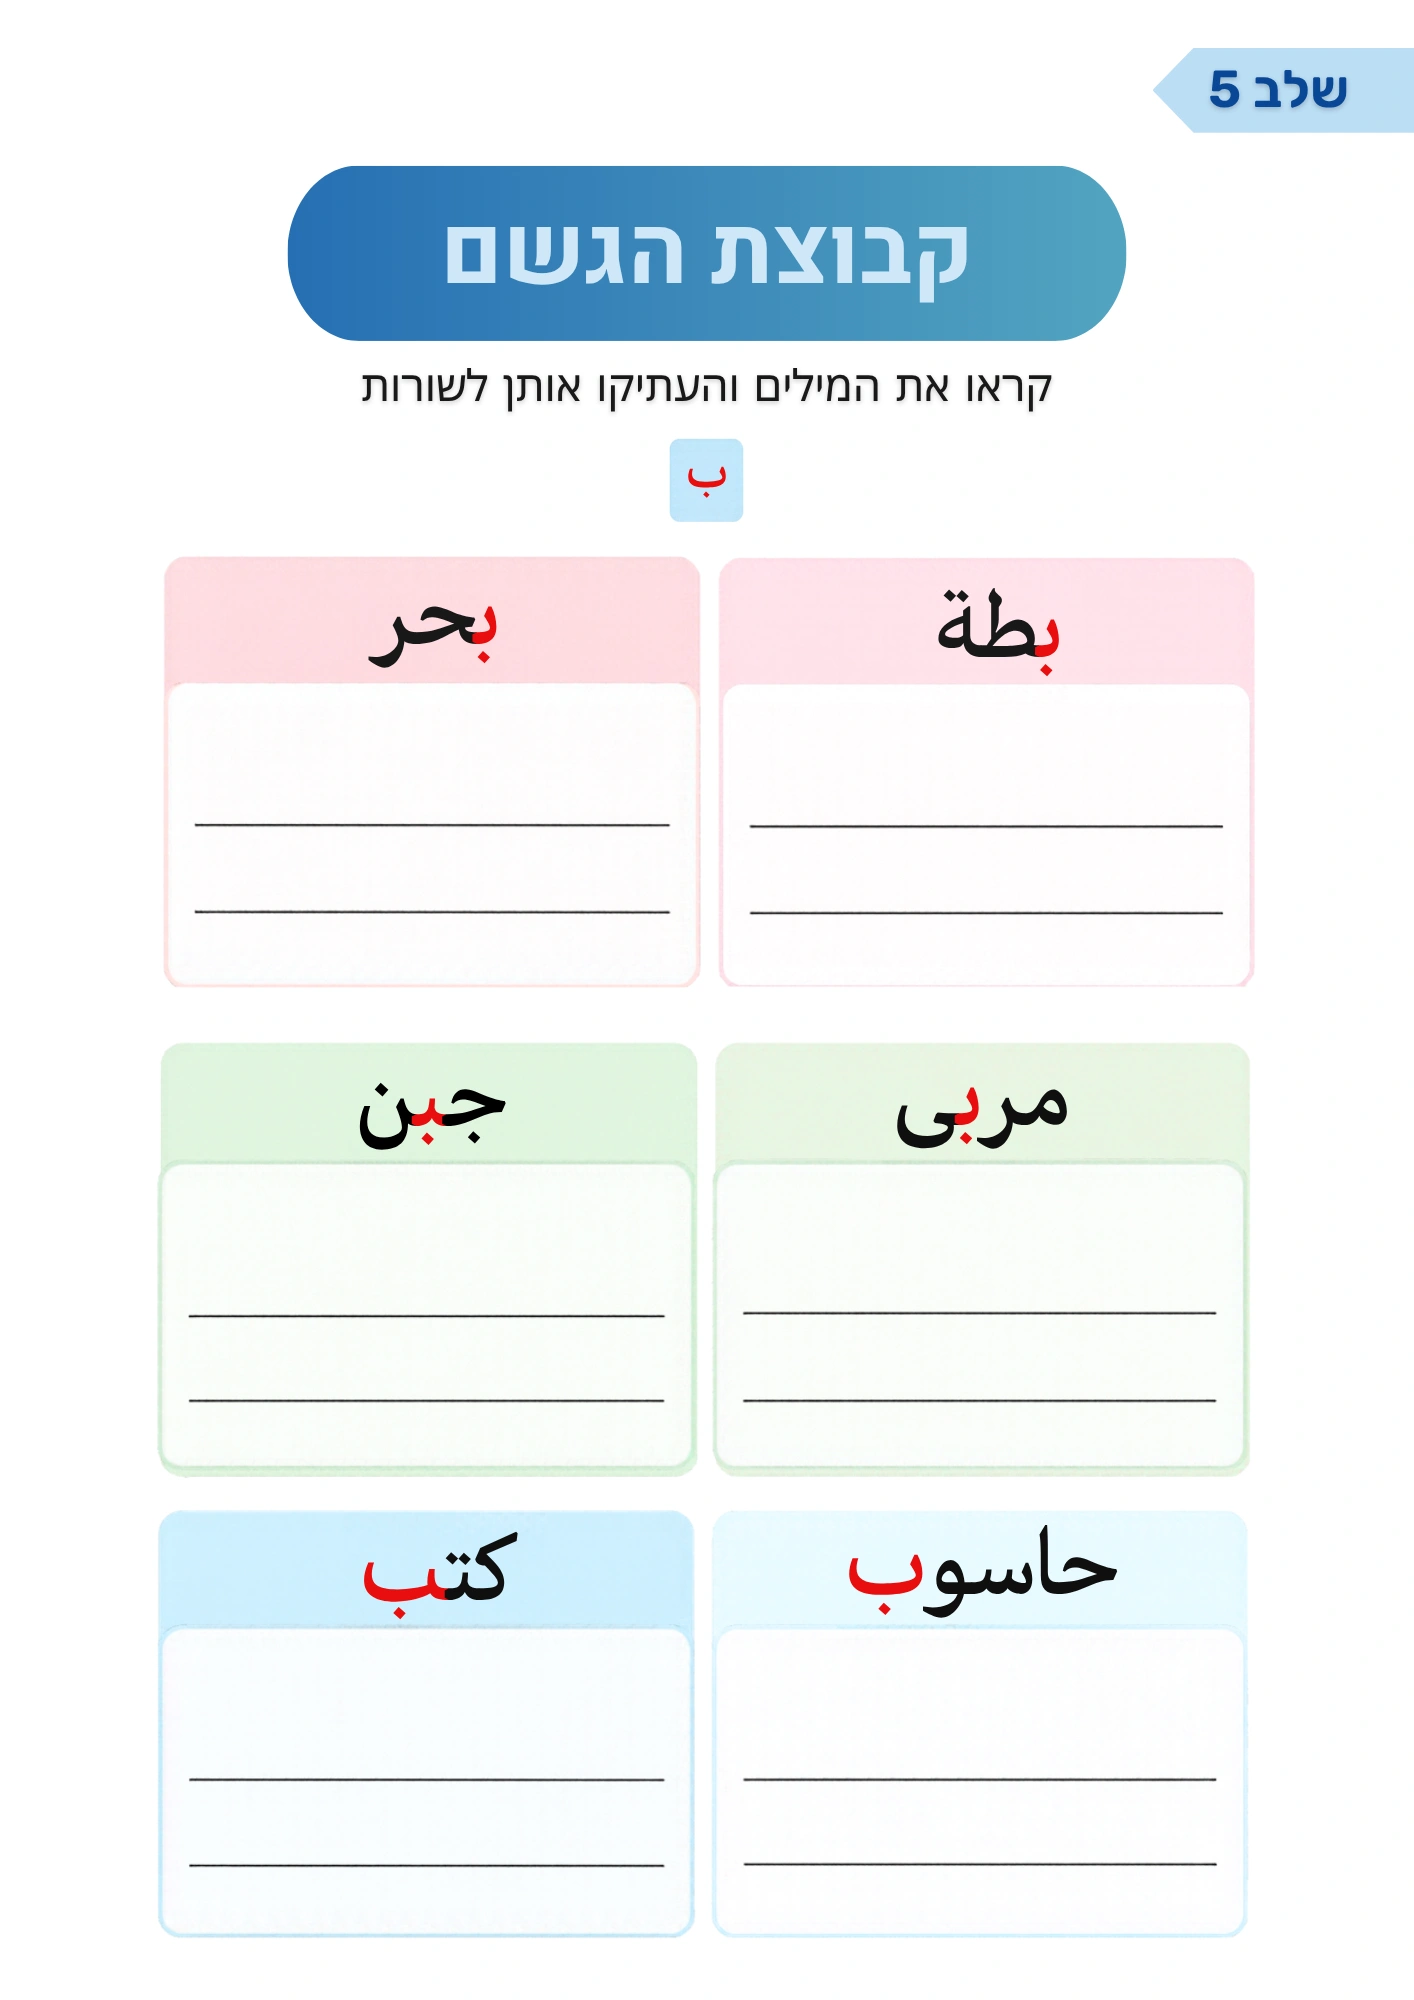 שלב 5
קבוצת הגשם
קראו את המילים והעתיקו אותן לשורות
ب
بطة
بحر
مربى
جبن
حاسوب
كتب